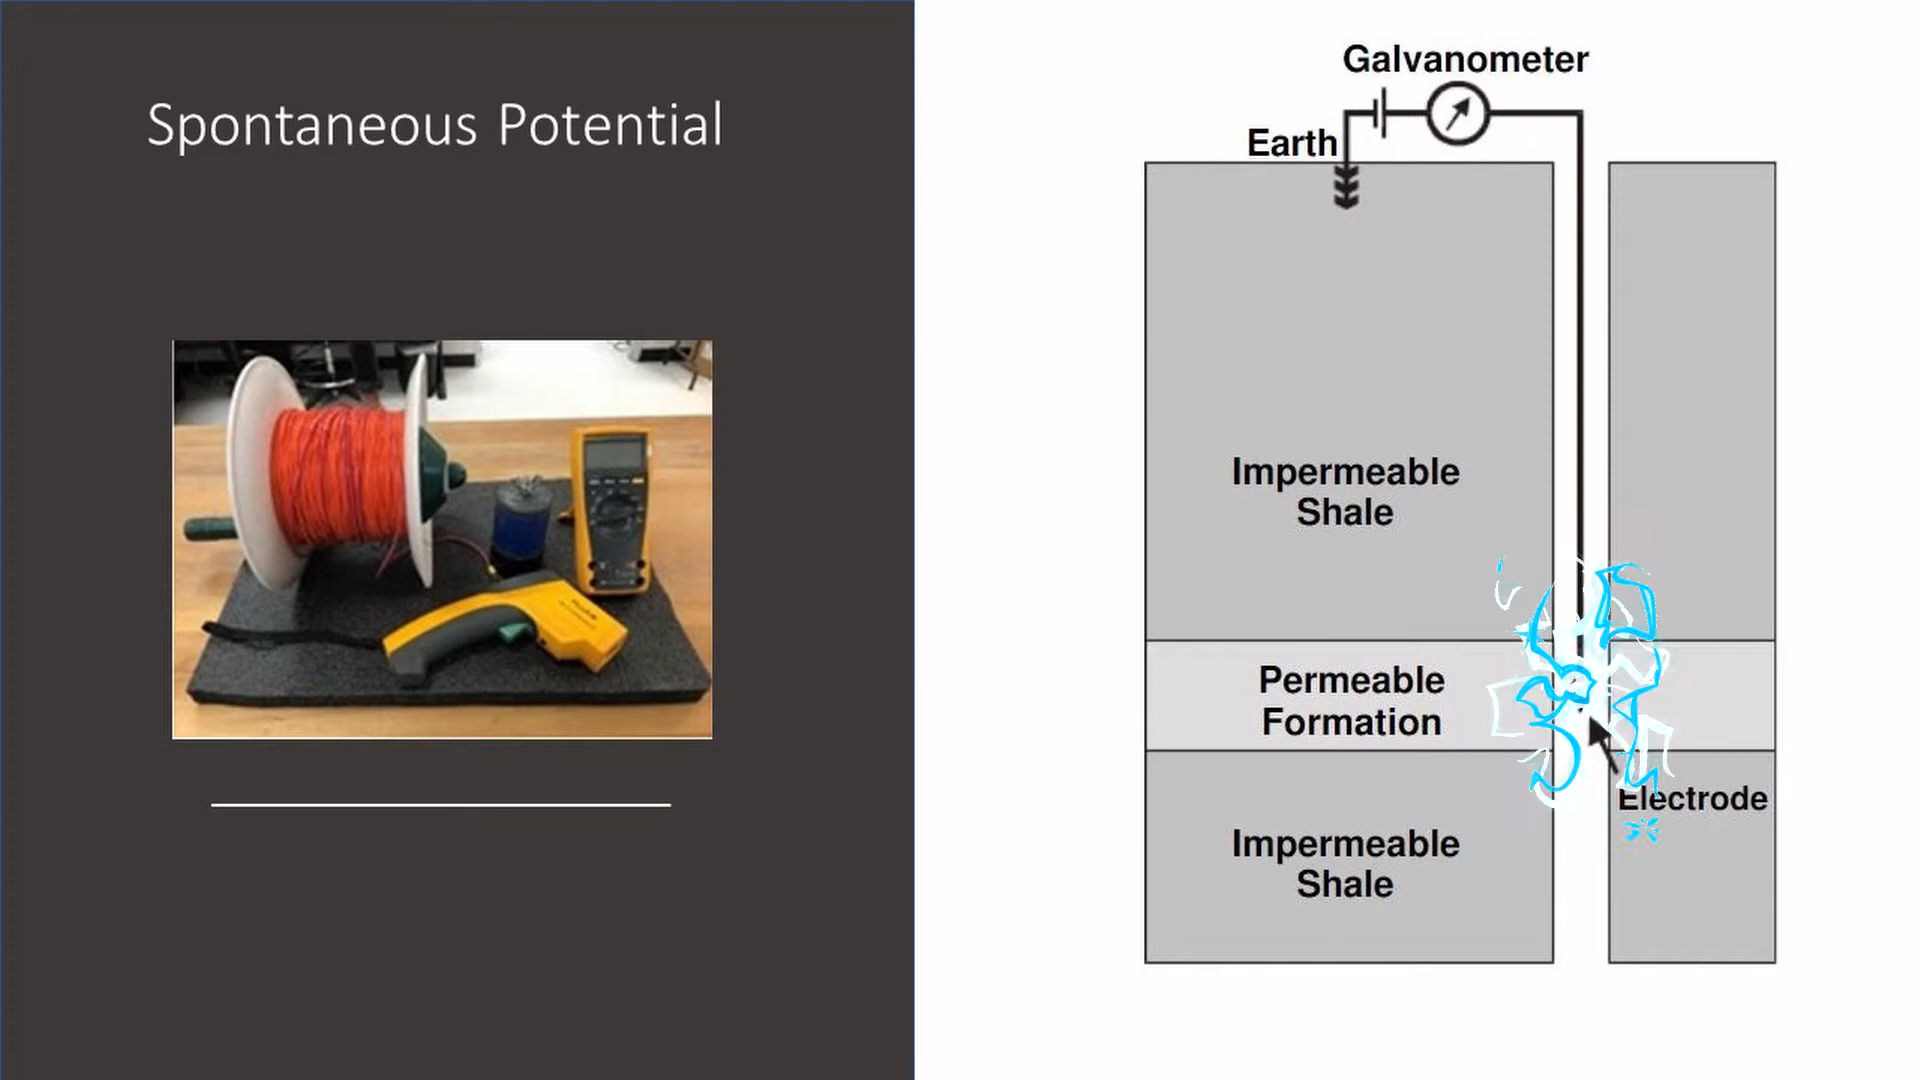 Spontaneous Potential
Galvanometer
Earth
Impermeable
Shale
Permeable
Formation
Electrode
Impermeable
Shale